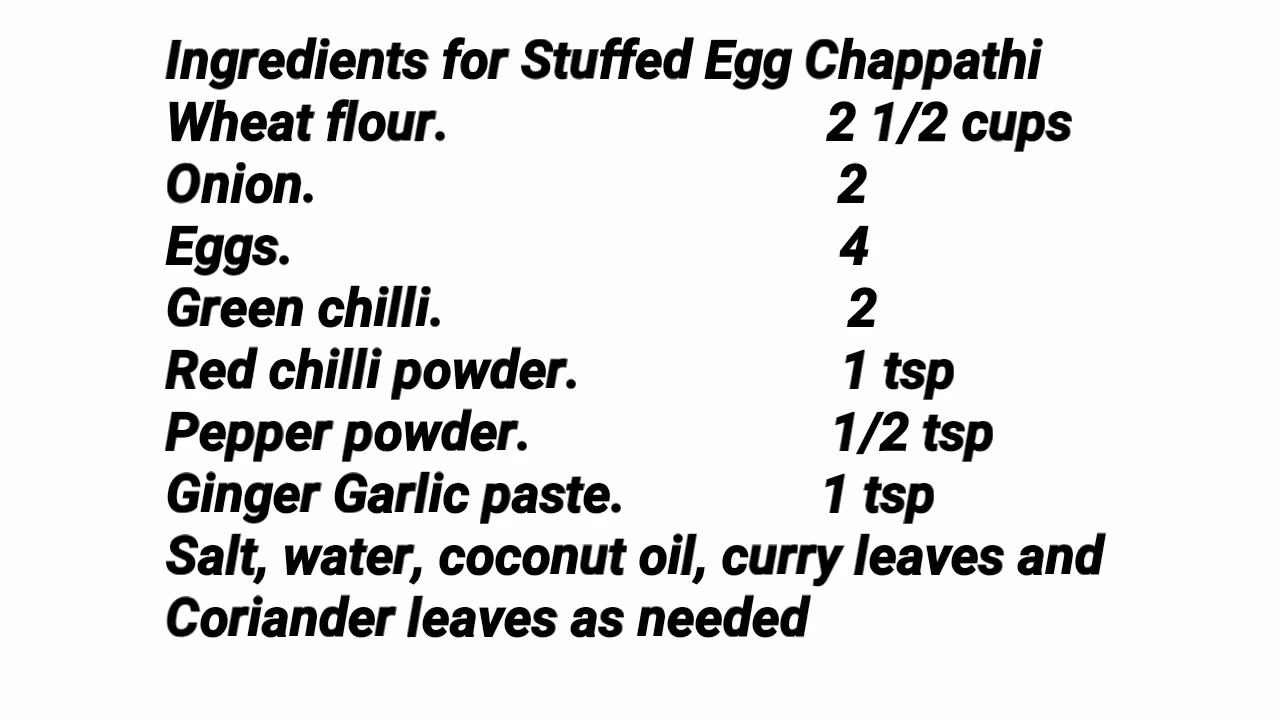 Ingredients for Stuffed Egg Chappathi
Wheat flour. 2 1/2 cups
Onion. 2
Eggs. 4
Green chilli. 2
Red chilli powder. 1 tsp
Pepper powder. 1/2 tsp
Ginger Garlic paste. 1 tsp
Salt, water, coconut oil, curry leaves and
Coriander leaves as needed